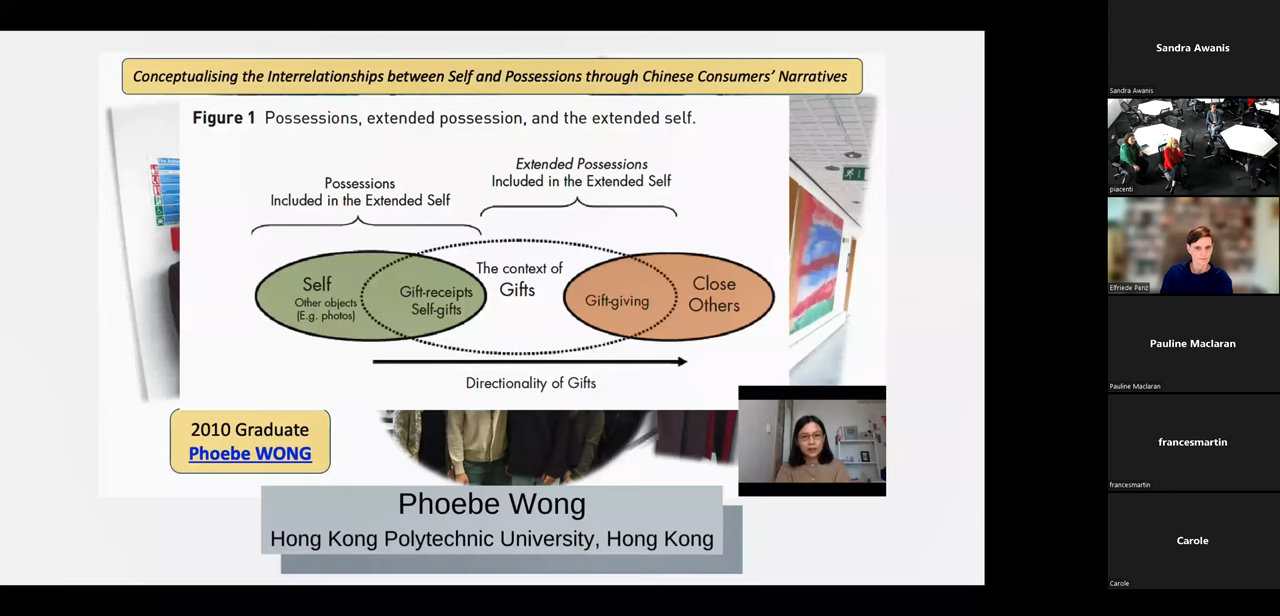 Conceptualising the Interrelationships between Self and Possessions through Chinese Consumers' Narratives
Figure 1 Possessions, extended possession, and the extended self.
Possessions
Included in the Extended Self
Extended Possessions
Included in the Extended Self
Self
Other objects
(E.g. photos)
Gift-receipts
Self-gifts
The context of
Gifts
Gift-giving
Close
Others
Directionality of Gifts
2010 Graduate
Phoebe WONG
Phoebe Wong
Hong Kong Polytechnic University, Hong Kong
Sandra Awanis
Sandra Awanis
piacenti
Elfriede Penz
Pauline Maclaran
Pauline Maclaran
francesmartin
francesmartin
Carole
Carole